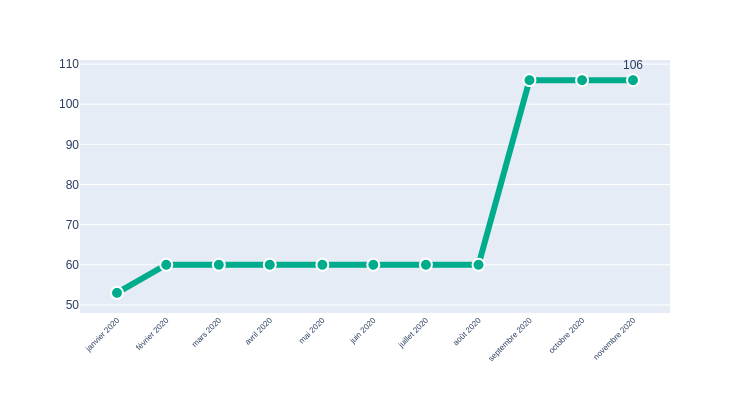 110
100
90
80
70
60
50
106
janvier 2020
février 2020
mars 2020
avril 2020
mai 2020
juin 2020
juillet 2020
août 2020
septembre 2020
octobre 2020
novembre 2020